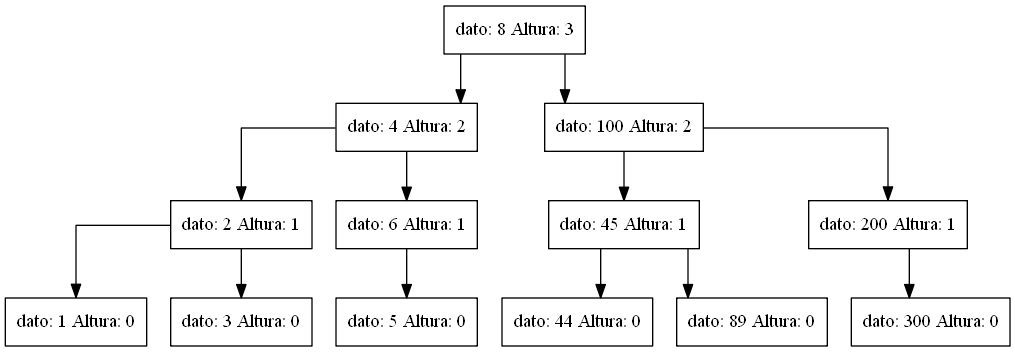 dato: 8 Altura: 3
dato: 4 Altura: 2
dato: 100 Altura: 2
dato: 2 Altura: 1
dato: 6 Altura: 1
dato: 45 Altura: 1
dato: 200 Altura: 1
dato: 1 Altura: 0
dato: 3 Altura: 0
dato: 5 Altura: 0
dato: 44 Altura: 0
dato: 89 Altura: 0
dato: 300 Altura: 0